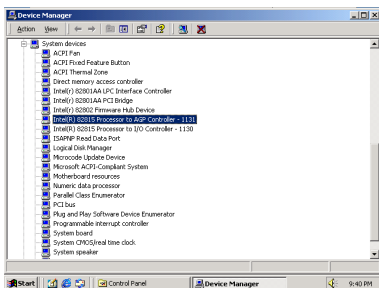 Device Manager
Action View
System devices
ACPI Fan
ACPI Fixed Feature Button
ACPI Thermal Zone
Direct memory access controller
Intel(r) 82801AA LPC Interface Controller
Intel(r) 82801AA PCI Bridge
Intel(r) 82802 Firmware Hub Device
Intel(R) 82815 Processor to AGP Controller - 1131
Intel(R) 82815 Processor to I/O Controller - 1130
ISAPNP Read Data Port
Logical Disk Manager
Microcode Update Device
Microsoft ACPI-Compliant System
Motherboard resources
Numeric data processor
Parallel Class Enumerator
PCI bus
Plug and Play Software Device Enumerator
Programmable interrupt controller
System board
System CMOS/real time clock
System speaker
Start Control Panel Device Manager 9:40 PM